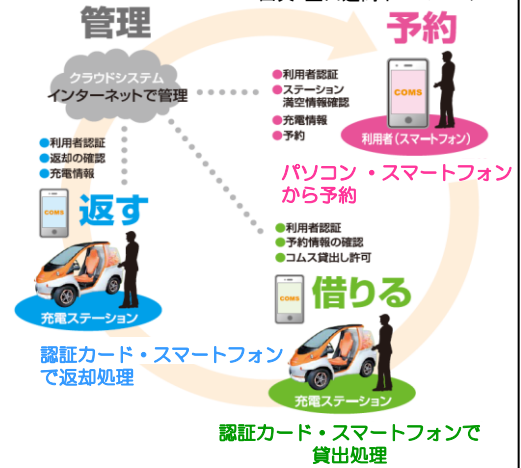 管理
予約
クラウドシステム
インターネットで管理
●利用者認証
●ステーション
満空情報確認
●充電情報
●予約
COMS
利用者(スマートフォン)
パソコン ・スマートフォン
から予約
●利用者認証
●返却の確認
●充電情報
COMS
返す
充電ステーション
認証カード・スマートフォン
で返却処理
●利用者認証
●予約情報の確認
●コムス貸出し許可
COMS
借りる
充電ステーション
認証カード・スマートフォンで
貸出処理